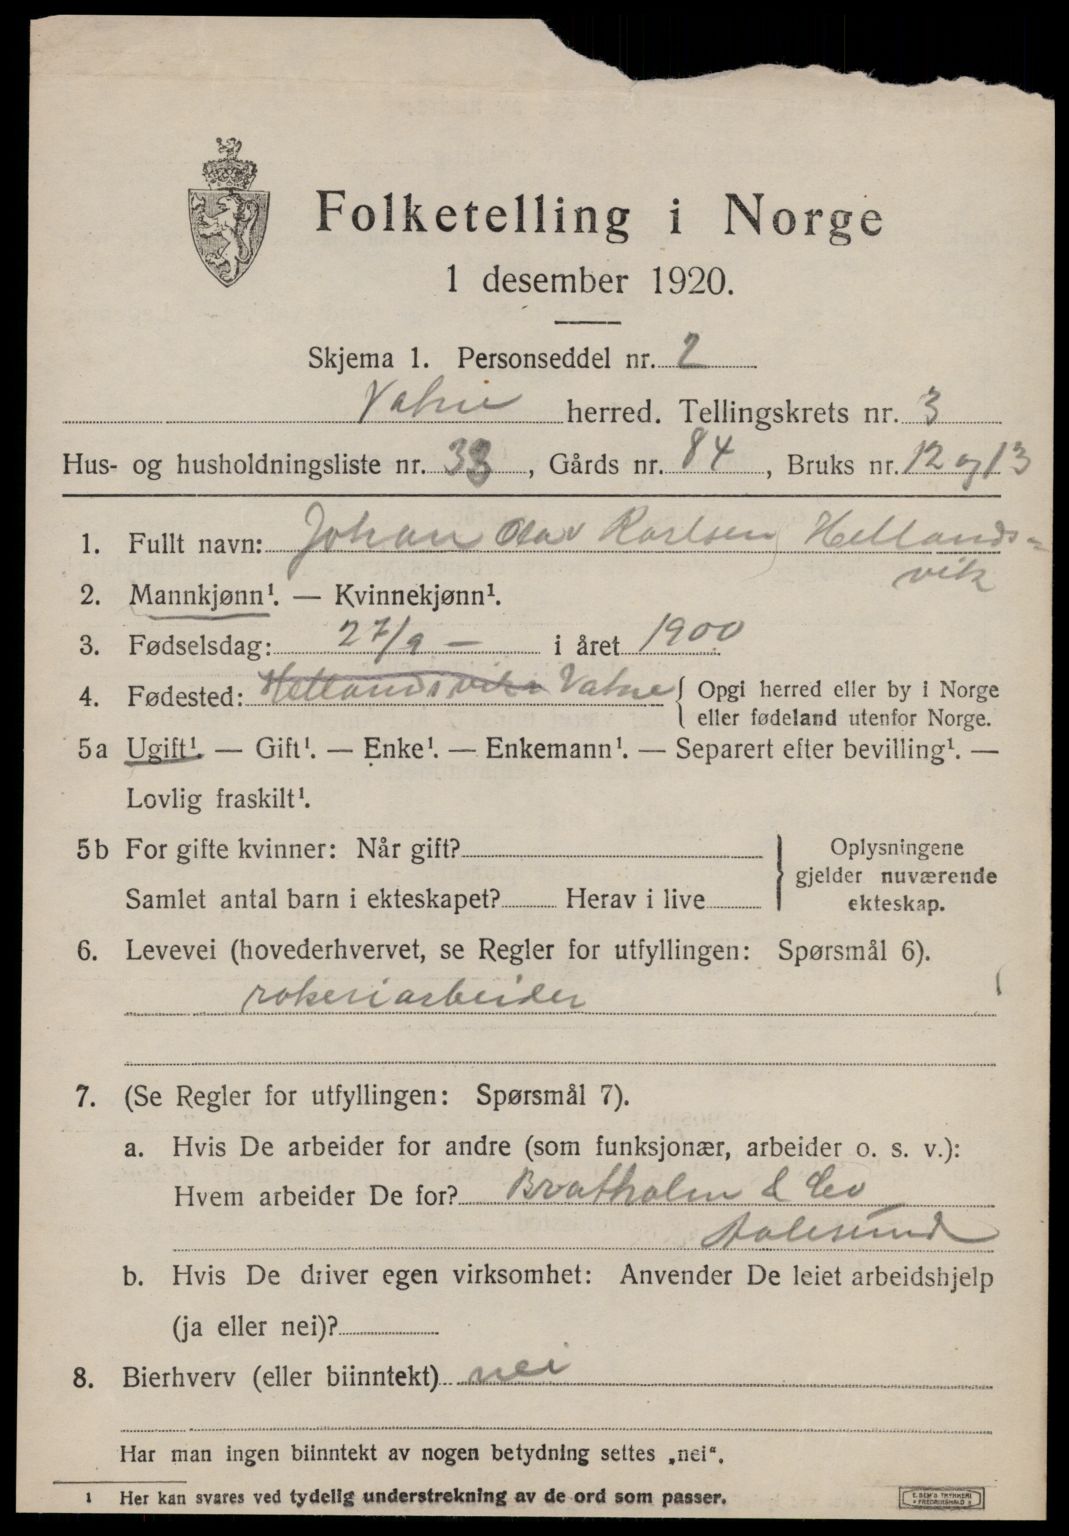 Folketelling i Norge
1 desember 1920.
Skjema 1. Personseddel nr. 2
Vatne herred. Tellingskrets nr. 3
Hus- og husholdningsliste nr. 33, Gårds nr. 84, Bruks nr. 12 og 13
1. Fullt navn: Johan Olav Karlsen Hellands-
vik
2. Mannkjønn¹. — Kvinnekjønn¹.
3. Fødselsdag: 27/9 — i året 1900
4. Fødested: Hellandsvik Vatne { Opgi herred eller by i Norge
eller fødeland utenfor Norge.
5a Ugift¹. — Gift¹. — Enke¹. — Enkemann¹. — Separert efter bevilling¹. —
Lovlig fraskilt¹.
5b For gifte kvinner: Når gift? } Oplysningene
gjelder nuværende
Samlet antal barn i ekteskapet? Herav i live
ekteskap.
6. Levevei (hovederhvervet, se Regler for utfyllingen: Spørsmål 6).
rokeriarbeider
7. (Se Regler for utfyllingen: Spørsmål 7).
a. Hvis De arbeider for andre (som funksjonær, arbeider o. s. v.):
Hvem arbeider De for? Bratholm & Co
Aalesund
b. Hvis De driver egen virksomhet: Anvender De leiet arbeidshjelp
(ja eller nei)?
8. Bierhverv (eller biinntekt) nei
Har man ingen biinntekt av nogen betydning settes „nei“.
¹ Her kan svares ved tydelig understrekning av de ord som passer.
E. SEM'S TRYKKERI
FREDRIKSHALD